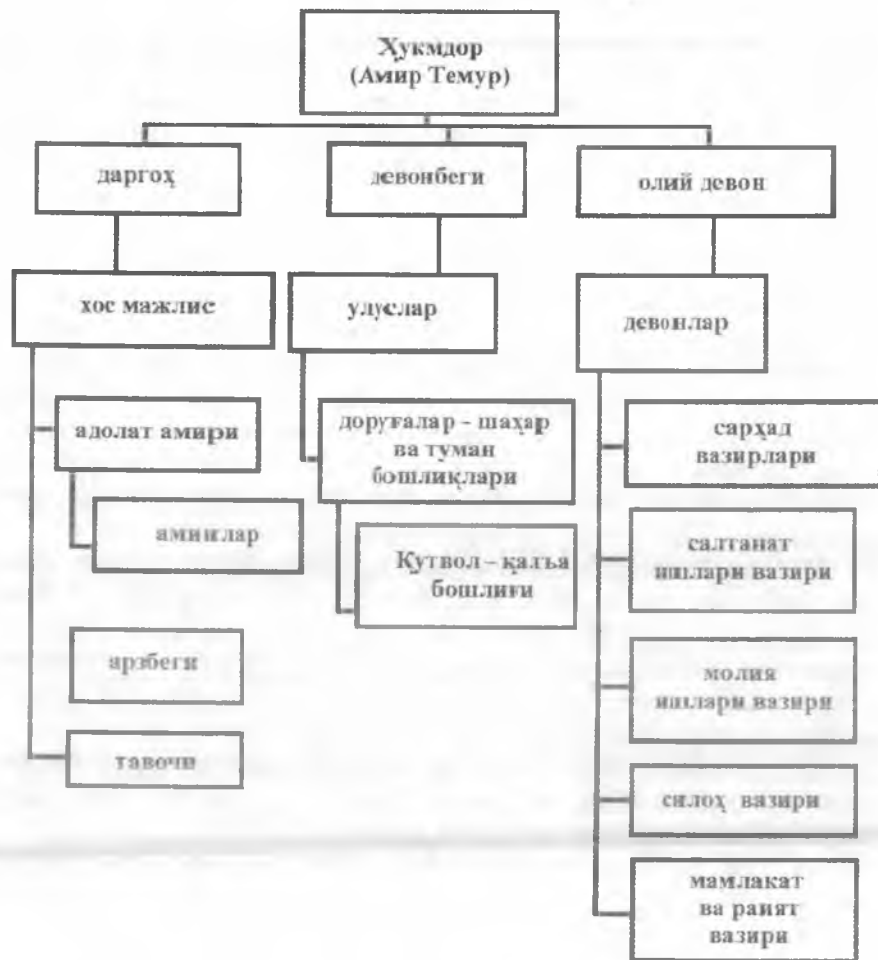 Ҳукмдор
(Амир Темур)
даргоҳ
девонбеги
олий девон
хос мажлис
улуслар
девонлар
адолат амири
аминлар
арзбеги
тавочи
доруғалар – шаҳар
ва туман
бошлиқлари
Кутвол – қалъа
бошлиғи
сарҳад
вазирлари
салтанат
ишлари вазири
молия
ишлари вазири
силоҳ вазири
мамлакат
ва раият
вазири